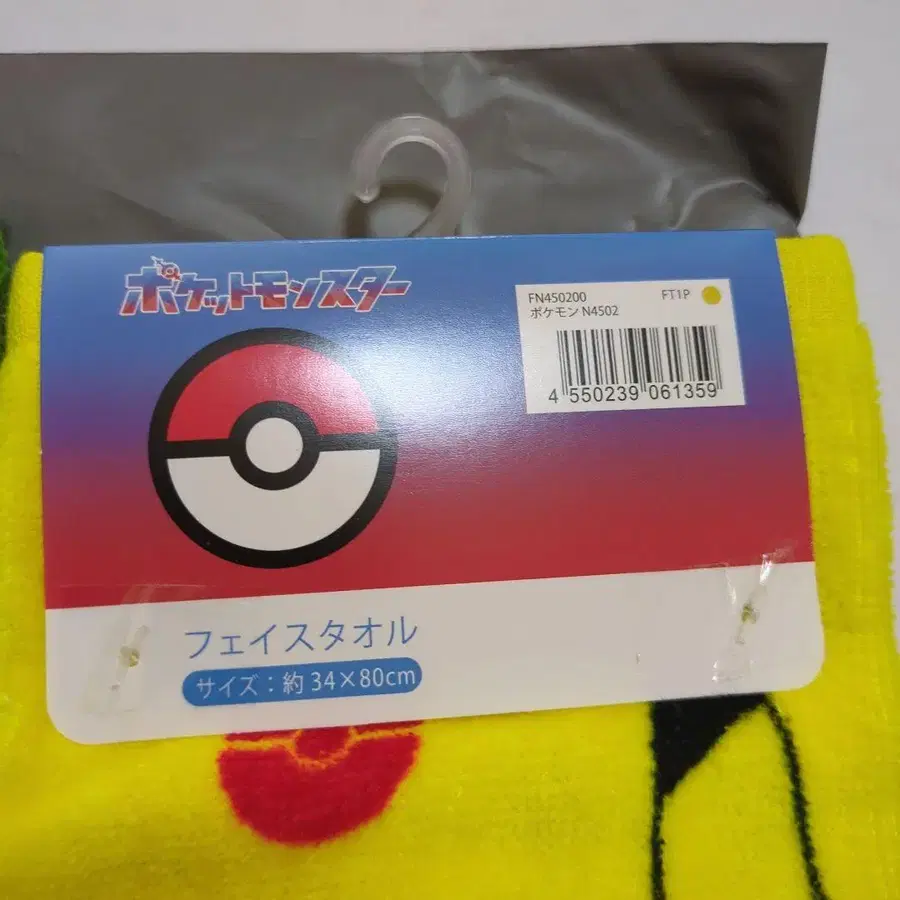 ポケットモンスター
FN450200 FT1P
ポケモン N4502
4 550239 061359
フェイスタオル
サイズ：約 34×80cm